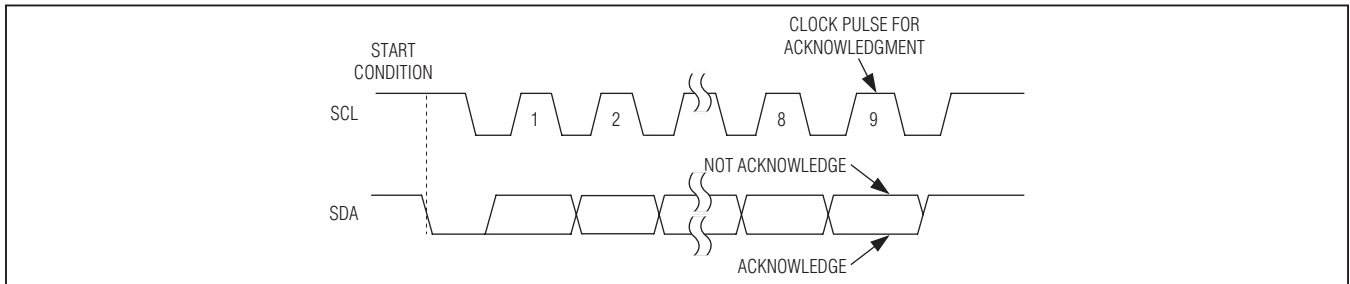 CLOCK PULSE FOR
ACKNOWLEDGMENT
START
CONDITION
SCL
1
2
8
9
NOT ACKNOWLEDGE
SDA
ACKNOWLEDGE